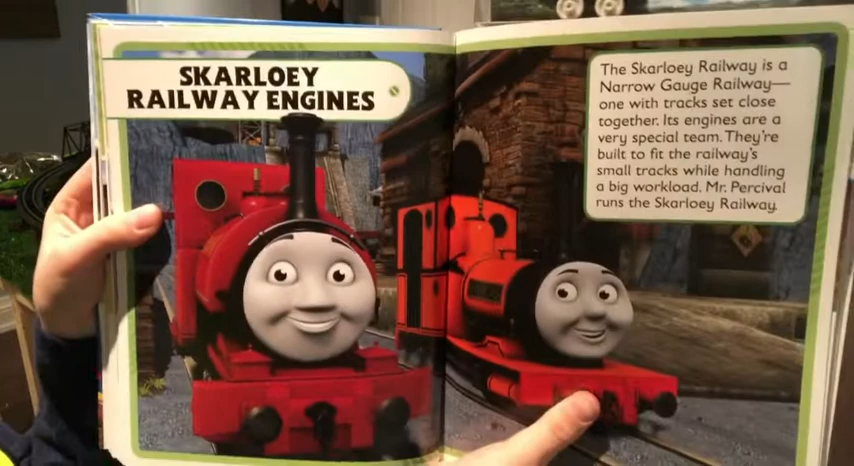 SKARLOEY
RAILWAY ENGINES
The Skarloey Railway is a
Narrow Gauge Railway—
one with tracks set close
together. Its engines are a
very special team. They're
built to fit the railway's
small tracks while handling
a big workload. Mr. Percival
runs the Skarloey Railway.